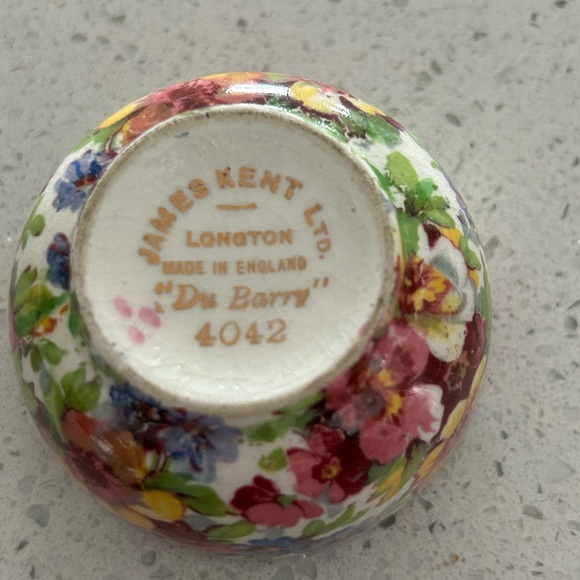 JAMES KENT LTD.
LONGTON
MADE IN ENGLAND
"Du Barry"
4042